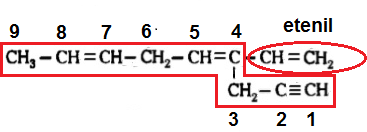 etenil
9 8 7 6 5 4
CH₃ – CH = CH – CH₂ – CH = C – CH = CH₂
CH₂ – C ≡ CH
3 2 1